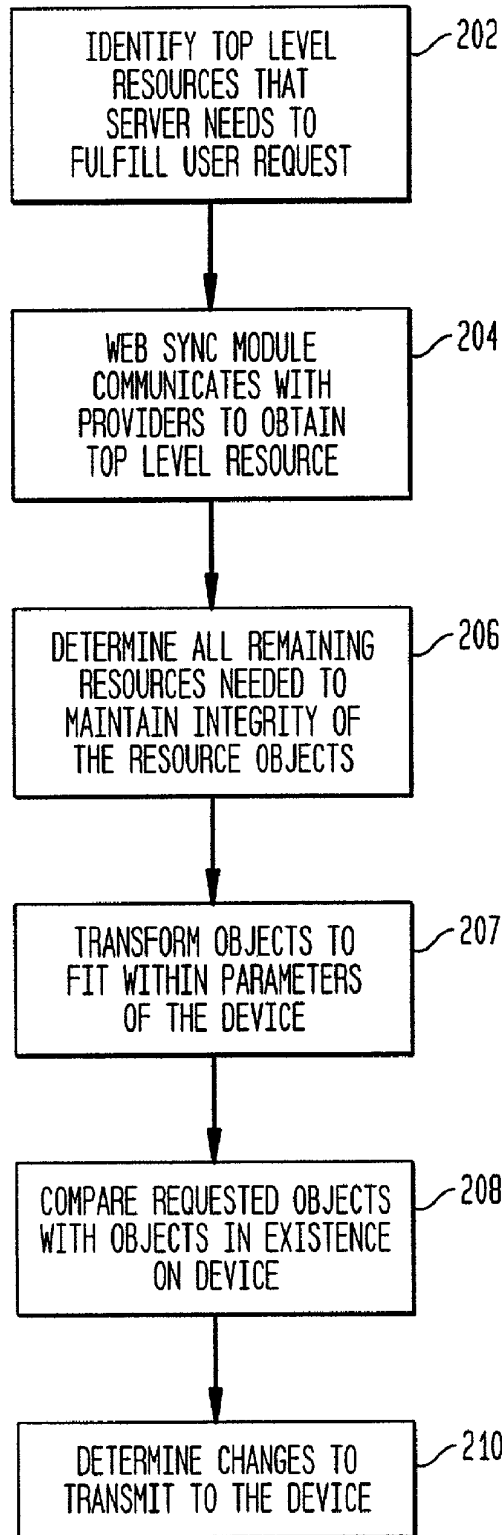 IDENTIFY TOP LEVEL
RESOURCES THAT
SERVER NEEDS TO
FULFILL USER REQUEST
202
WEB SYNC MODULE
COMMUNICATES WITH
PROVIDERS TO OBTAIN
TOP LEVEL RESOURCE
204
DETERMINE ALL REMAINING
RESOURCES NEEDED TO
MAINTAIN INTEGRITY OF
THE RESOURCE OBJECTS
206
TRANSFORM OBJECTS TO
FIT WITHIN PARAMETERS
OF THE DEVICE
207
COMPARE REQUESTED OBJECTS
WITH OBJECTS IN EXISTENCE
ON DEVICE
208
DETERMINE CHANGES TO
TRANSMIT TO THE DEVICE
210